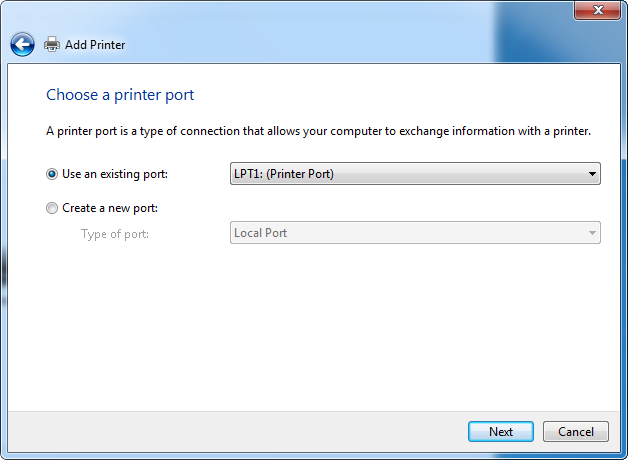 Add Printer
Choose a printer port
A printer port is a type of connection that allows your computer to exchange information with a printer.
Use an existing port:
LPT1: (Printer Port)
Create a new port:
Type of port:
Local Port
Next
Cancel